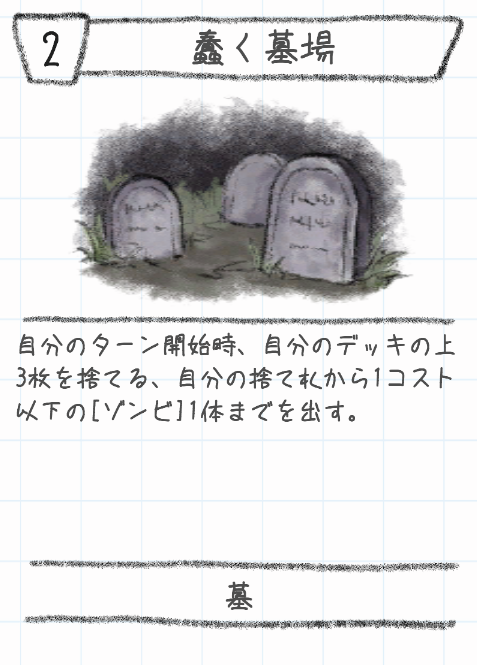 2
蠢く墓場
自分のターン開始時、自分のデッキの上
3枚を捨てる、自分の捨て札から1コスト
以下の[ゾンビ]1体までを出す。
墓